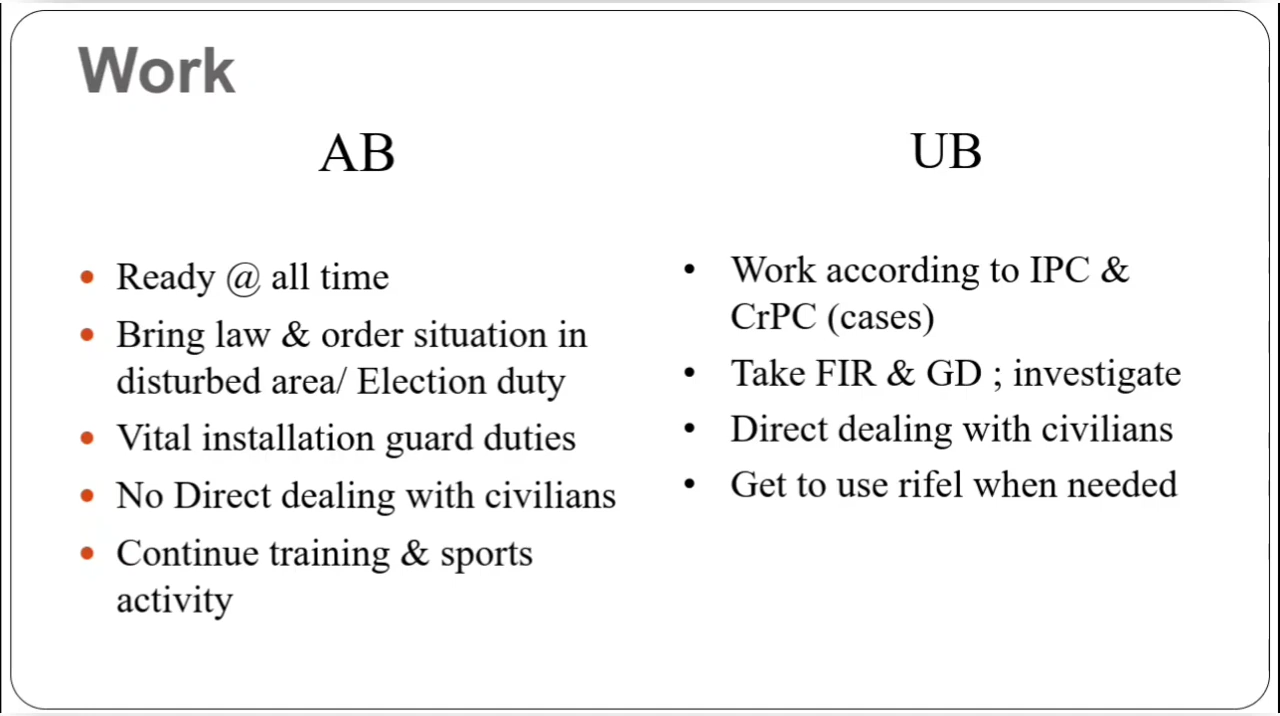 Work
AB
Ready @ all time
Bring law & order situation in
disturbed area/ Election duty
Vital installation guard duties
No Direct dealing with civilians
Continue training & sports
activity
UB
Work according to IPC &
CrPC (cases)
Take FIR & GD ; investigate
Direct dealing with civilians
Get to use rifel when needed